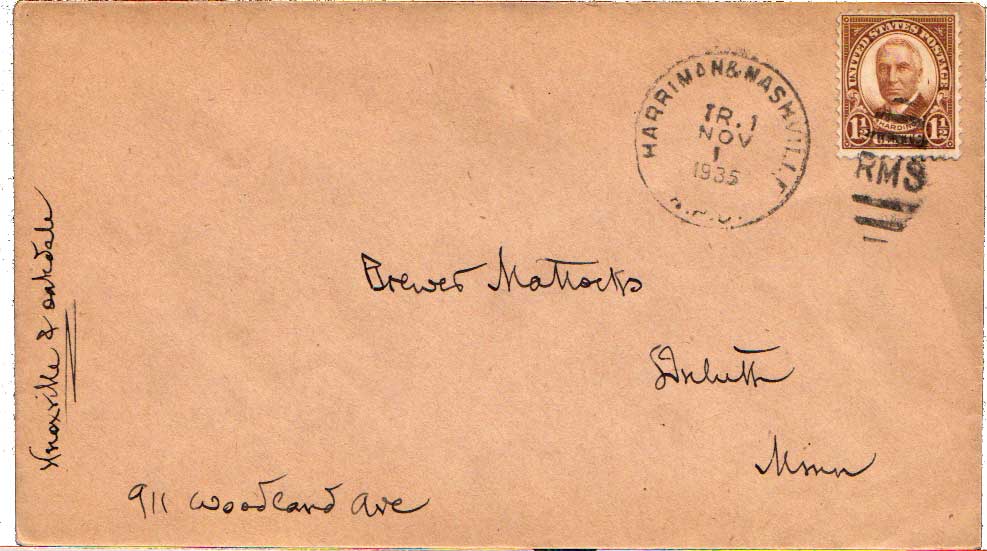 UNITED STATES POSTAGE
HARDING
1½ 1½
HARRIMAN & NASHVILLE
TR. 1
NOV
1
1935
R.P.O.
RMS
Brewer Mattocks
Duluth
Minn
911 Woodland Ave
Knoxville & Oakdale